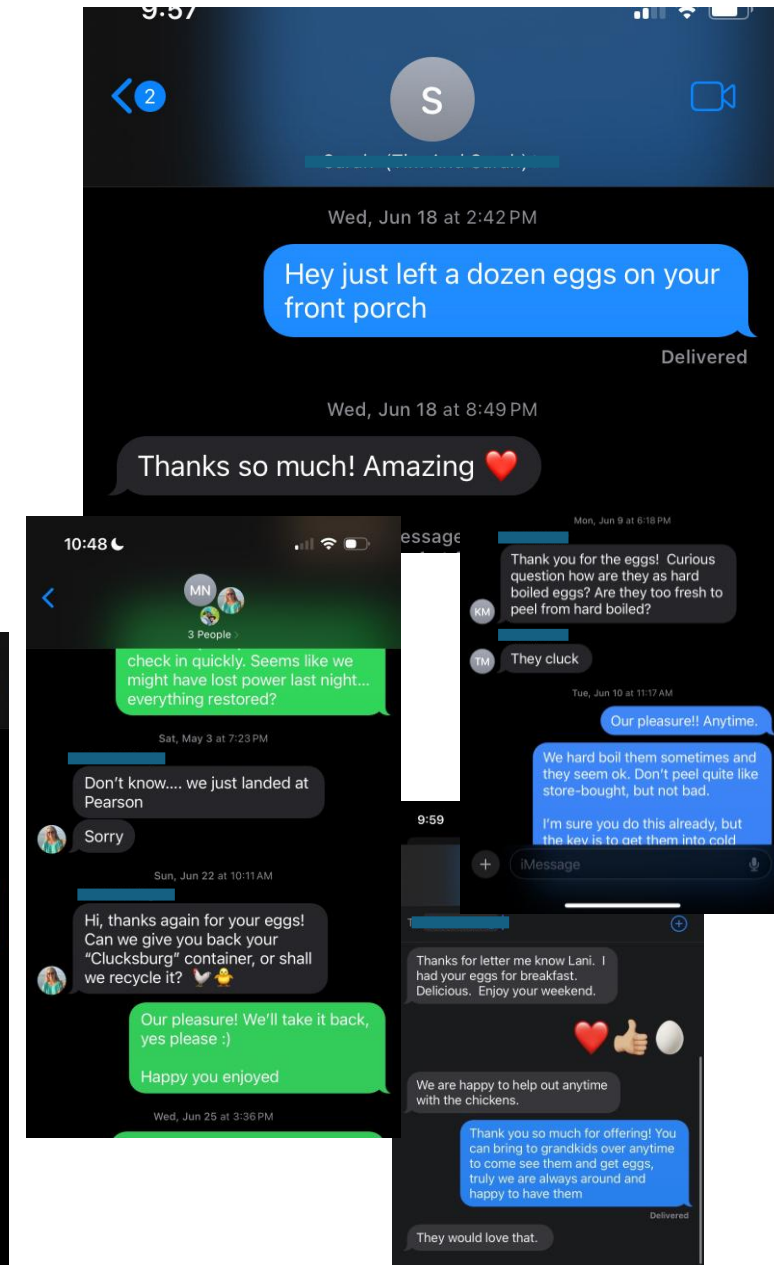 9:57
2
S
Wed, Jun 18 at 2:42 PM
Hey just left a dozen eggs on your
front porch
Delivered
Wed, Jun 18 at 8:49 PM
Thanks so much! Amazing ❤️
essage
10:48
MN
3 People
check in quickly. Seems like we
might have lost power last night...
everything restored?
Sat, May 3 at 7:23 PM
Don't know.... we just landed at
Pearson
Sorry
Sun, Jun 22 at 10:11 AM
Hi, thanks again for your eggs!
Can we give you back your
"Clucksburg" container, or shall
we recycle it? 🐓🐥
Our pleasure! We'll take it back,
yes please :)
Happy you enjoyed
Wed, Jun 25 at 3:36 PM
Mon, Jun 9 at 6:18 PM
Thank you for the eggs! Curious
question how are they as hard
boiled eggs? Are they too fresh to
peel from hard boiled?
KM
They cluck
TM
Tue, Jun 10 at 11:17 AM
Our pleasure!! Anytime.
We hard boil them sometimes and
they seem ok. Don't peel quite like
store-bought, but not bad.
I'm sure you do this already, but
the key is to get them into cold
iMessage
9:59
Thanks for letter me know Lani. I
had your eggs for breakfast.
Delicious. Enjoy your weekend.
❤️👍🏼🥚
We are happy to help out anytime
with the chickens.
Thank you so much for offering! You
can bring to grandkids over anytime
to come see them and get eggs,
truly we are always around and
happy to have them
Delivered
They would love that.